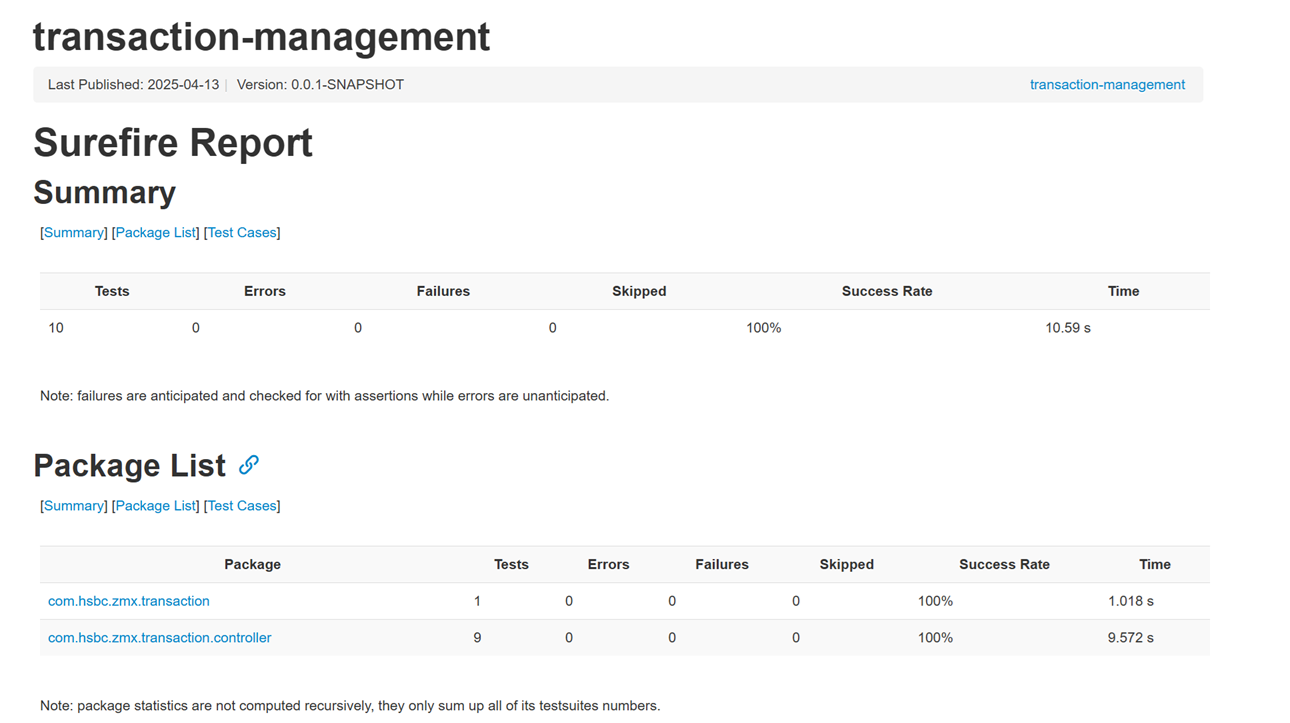 transaction-management
Last Published: 2025-04-13 | Version: 0.0.1-SNAPSHOT transaction-management
Surefire Report
Summary
[Summary] [Package List] [Test Cases]
Tests Errors Failures Skipped Success Rate Time
10 0 0 0 100% 10.59 s
Note: failures are anticipated and checked for with assertions while errors are unanticipated.
Package List
[Summary] [Package List] [Test Cases]
Package Tests Errors Failures Skipped Success Rate Time
com.hsbc.zmx.transaction 1 0 0 0 100% 1.018 s
com.hsbc.zmx.transaction.controller 9 0 0 0 100% 9.572 s
Note: package statistics are not computed recursively, they only sum up all of its testsuites numbers.